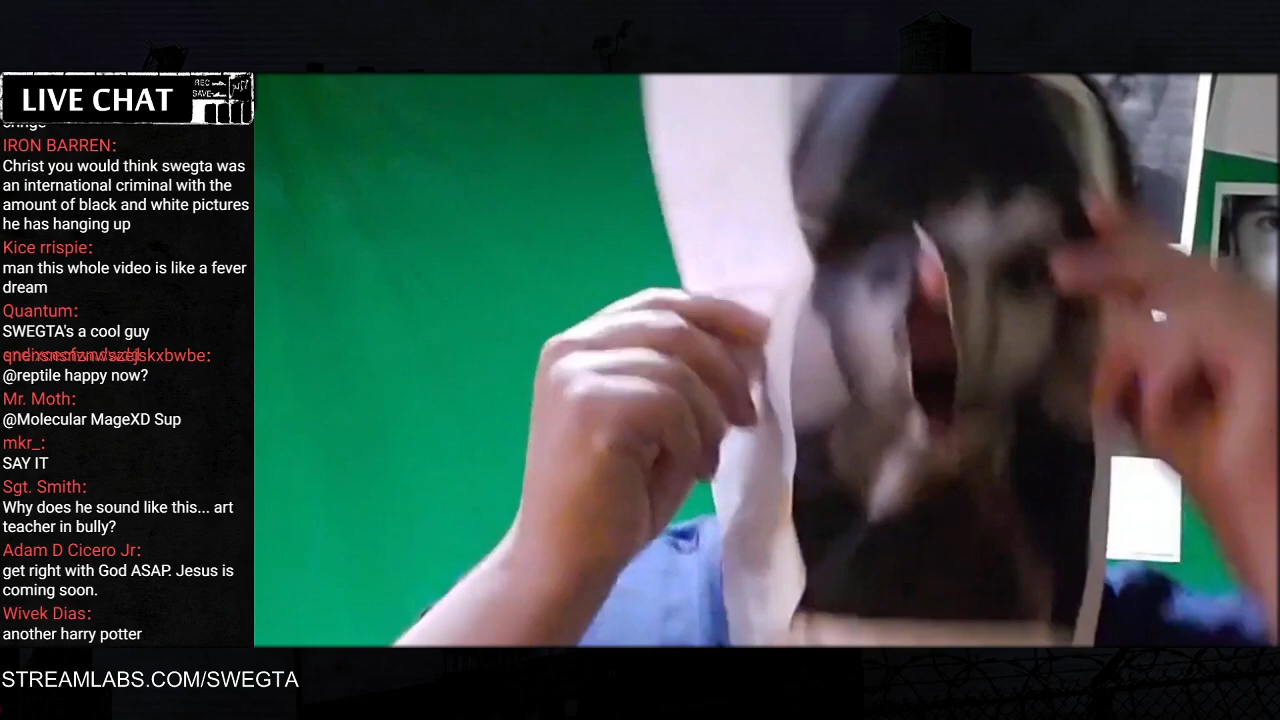 LIVE CHAT
REC
SAVE
IRON BARREN:
Christ you would think swegta was
an international criminal with the
amount of black and white pictures
he has hanging up
Kice rrispie:
man this whole video is like a fever
dream
Quantum:
SWEGTA's a cool guy
@reptile happy now?
Mr. Moth:
@Molecular MageXD Sup
mkr_:
SAY IT
Sgt. Smith:
Why does he sound like this... art
teacher in bully?
Adam D Cicero Jr:
get right with God ASAP. Jesus is
coming soon.
Wivek Dias:
another harry potter
STREAMLABS.COM/SWEGTA